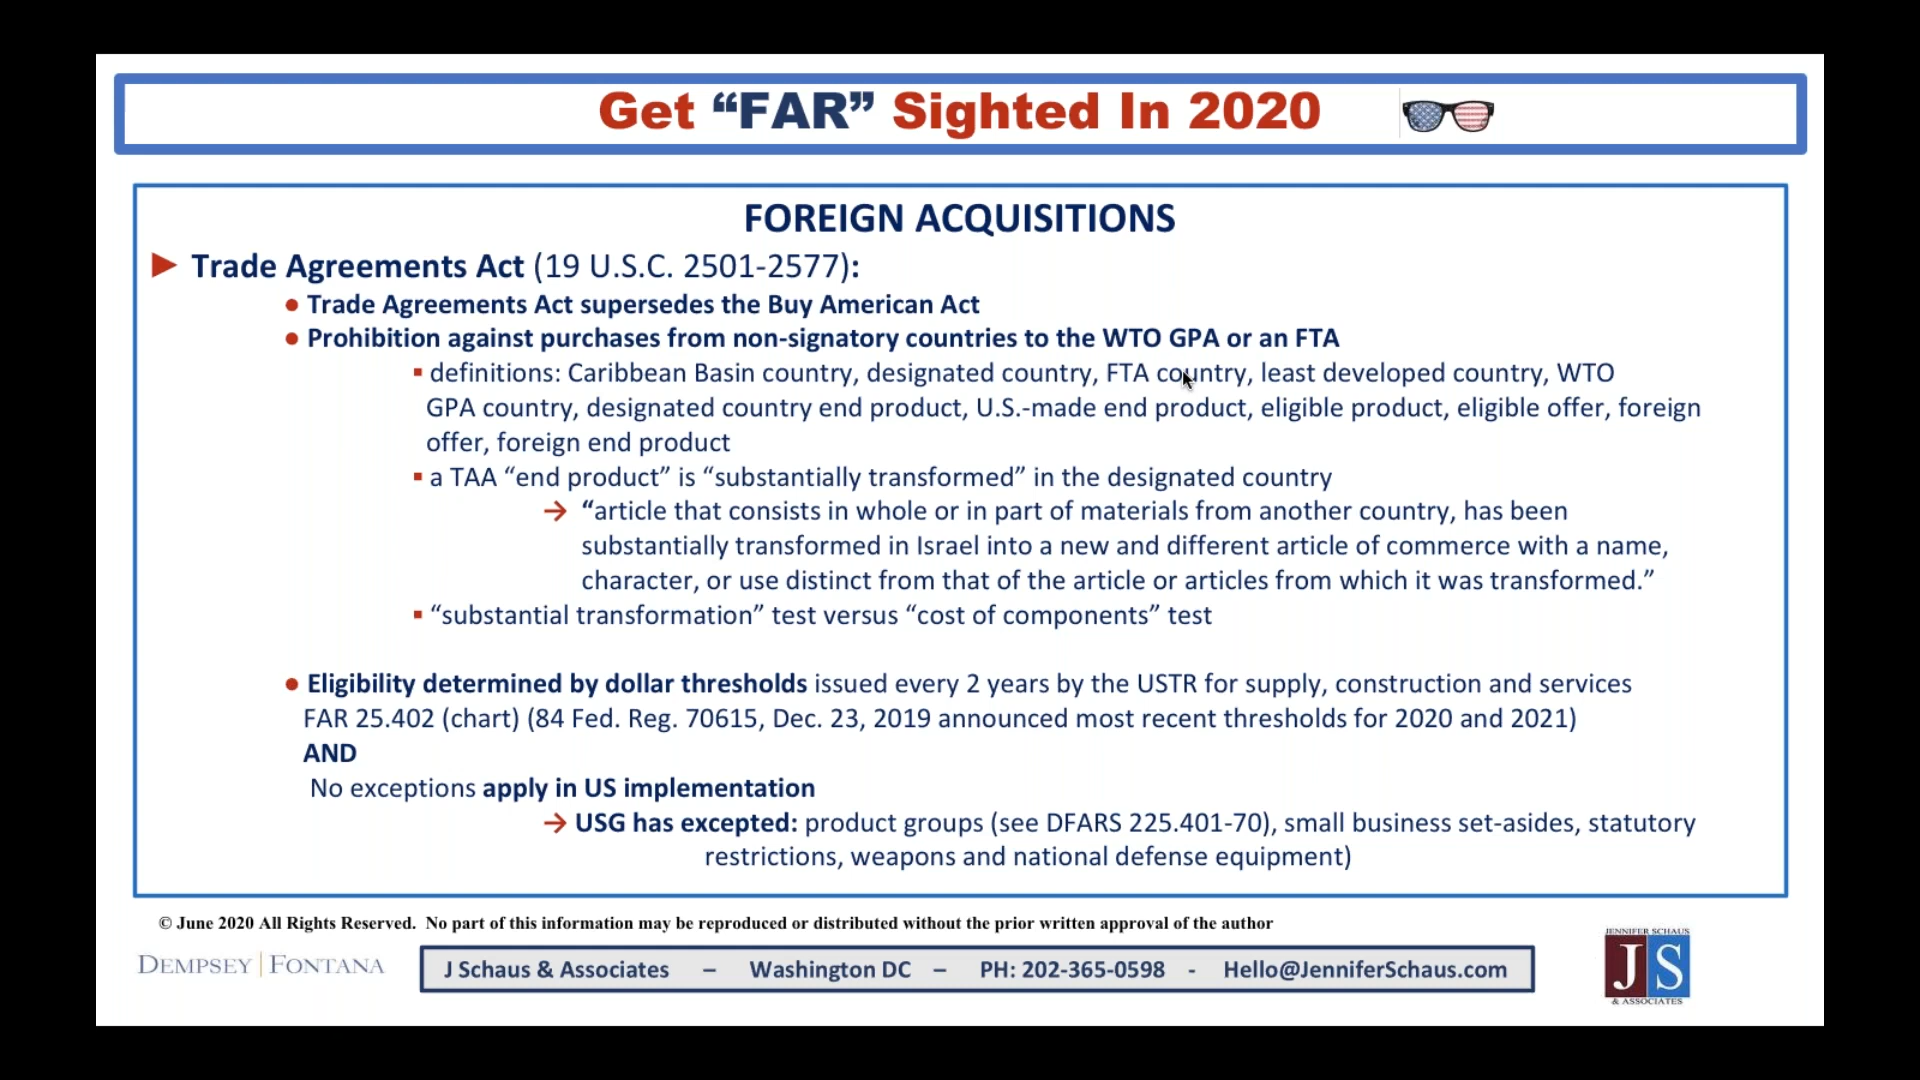 Get “FAR” Sighted In 2020
FOREIGN ACQUISITIONS
► Trade Agreements Act (19 U.S.C. 2501-2577):
● Trade Agreements Act supersedes the Buy American Act
● Prohibition against purchases from non-signatory countries to the WTO GPA or an FTA
▪ definitions: Caribbean Basin country, designated country, FTA country, least developed country, WTO
GPA country, designated country end product, U.S.-made end product, eligible product, eligible offer, foreign
offer, foreign end product
▪ a TAA “end product” is “substantially transformed” in the designated country
→ “article that consists in whole or in part of materials from another country, has been
substantially transformed in Israel into a new and different article of commerce with a name,
character, or use distinct from that of the article or articles from which it was transformed.”
▪ “substantial transformation” test versus “cost of components” test
● Eligibility determined by dollar thresholds issued every 2 years by the USTR for supply, construction and services
FAR 25.402 (chart) (84 Fed. Reg. 70615, Dec. 23, 2019 announced most recent thresholds for 2020 and 2021)
AND
No exceptions apply in US implementation
→ USG has excepted: product groups (see DFARS 225.401-70), small business set-asides, statutory
restrictions, weapons and national defense equipment)
© June 2020 All Rights Reserved. No part of this information may be reproduced or distributed without the prior written approval of the author
DEMPSEY | FONTANA
J Schaus & Associates – Washington DC – PH: 202-365-0598 - Hello@JenniferSchaus.com
JENNIFER SCHAUS
JS
& ASSOCIATES